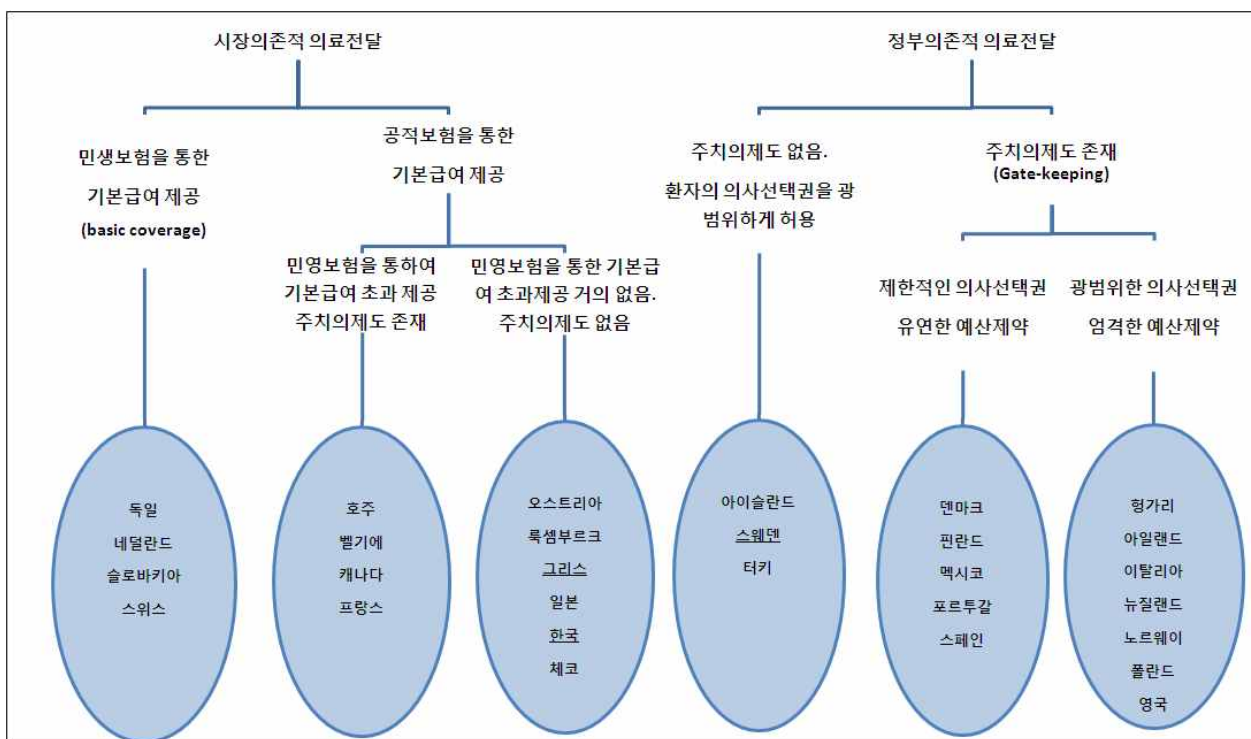 시장의존적 의료전달
정부의존적 의료전달
민생보험을 통한
기본급여 제공
(basic coverage)
공적보험을 통한
기본급여 제공
주치의제도 없음.
환자의 의사선택권을 광
범위하게 허용
주치의제도 존재
(Gate-keeping)
민영보험을 통하여
기본급여 초과 제공
주치의제도 존재
민영보험을 통한 기본급
여 초과제공 거의 없음.
주치의제도 없음
제한적인 의사선택권
유연한 예산제약
광범위한 의사선택권
엄격한 예산제약
독일
네덜란드
슬로바키아
스위스
호주
벨기에
캐나다
프랑스
오스트리아
룩셈부르크
그리스
일본
한국
체코
아이슬란드
스웨덴
터키
덴마크
핀란드
멕시코
포르투갈
스페인
헝가리
아일랜드
이탈리아
뉴질랜드
노르웨이
폴란드
영국